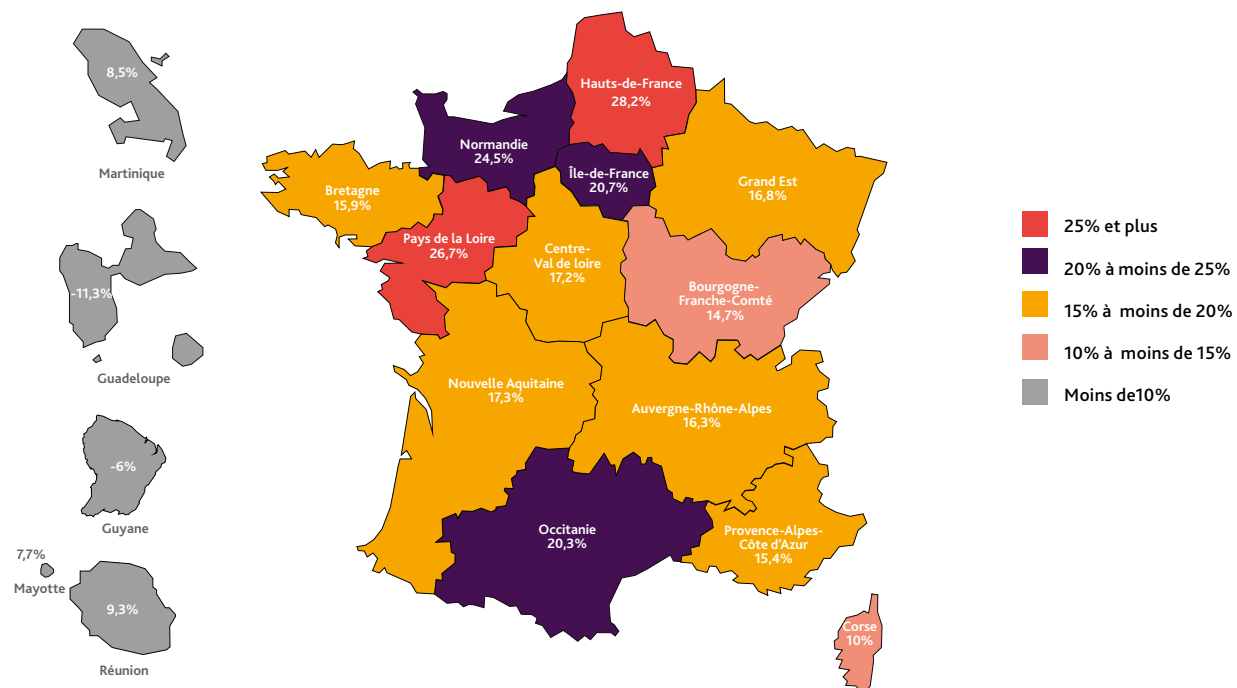 8,5%
Martinique
-11,3%
Guadeloupe
-6%
Guyane
7,7%
Mayotte
9,3%
Réunion
Hauts-de-France
28,2%
Normandie
24,5%
Île-de-France
20,7%
Grand Est
16,8%
Bretagne
15,9%
Pays de la Loire
26,7%
Centre-
Val de loire
17,2%
Bourgogne-
Franche-Comté
14,7%
Nouvelle Aquitaine
17,3%
Auvergne-Rhône-Alpes
16,3%
Occitanie
20,3%
Provence-Alpes-
Côte d'Azur
15,4%
Corse
10%
25% et plus
20% à moins de 25%
15% à moins de 20%
10% à moins de 15%
Moins de10%